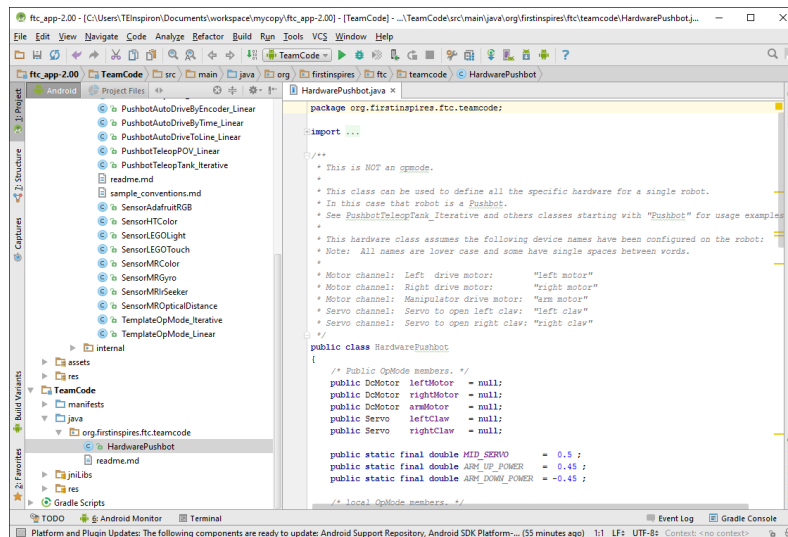 ftc_app-2.00 - [C:\Users\TEInspiron\Documents\workspace\mycopy\ftc_app-2.00] - [TeamCode] - ...\TeamCode\src\main\java\org\firstinspires\ftc\teamcode\HardwarePushbot.j...
File Edit View Navigate Code Analyze Refactor Build Run Tools VCS Window Help
TeamCode
ftc_app-2.00 TeamCode src main java org firstinspires ftc teamcode HardwarePushbot
Android Project Files
HardwarePushbot.java
1: Project
7: Structure
Captures
Build Variants
2: Favorites
PushbotAutoDriveByEncoder_Linear
PushbotAutoDriveByTime_Linear
PushbotAutoDriveToLine_Linear
PushbotTeleopPOV_Linear
PushbotTeleopTank_Iterative
readme.md
sample_conventions.md
SensorAdafruitRGB
SensorHTColor
SensorLEGOLight
SensorLEGOTouch
SensorMRColor
SensorMRGyro
SensorMRIrSeeker
SensorMROpticalDistance
TemplateOpMode_Iterative
TemplateOpMode_Linear
internal
assets
res
TeamCode
manifests
java
org.firstinspires.ftc.teamcode
HardwarePushbot
readme.md
jniLibs
res
Gradle Scripts
package org.firstinspires.ftc.teamcode;
import ...
/**
* This is NOT an opmode.
*
* This class can be used to define all the specific hardware for a single robot.
* In this case that robot is a Pushbot.
* See PushbotTeleopTank_Iterative and others classes starting with "Pushbot" for usage examples
*
* This hardware class assumes the following device names have been configured on the robot:
* Note:  All names are lower case and some have single spaces between words.
*
* Motor channel:  Left  drive motor:        "left motor"
* Motor channel:  Right drive motor:        "right motor"
* Motor channel:  Manipulator drive motor:  "arm motor"
* Servo channel:  Servo to open left claw:  "left claw"
* Servo channel:  Servo to open right claw: "right claw"
*/
public class HardwarePushbot
{
/* Public OpMode members. */
public DcMotor  leftMotor   = null;
public DcMotor  rightMotor  = null;
public DcMotor  armMotor    = null;
public Servo    leftClaw    = null;
public Servo    rightClaw   = null;
public static final double MID_SERVO       =  0.5 ;
public static final double ARM_UP_POWER    =  0.45 ;
public static final double ARM_DOWN_POWER  = -0.45 ;
/* local OpMode members. */
TODO 6: Android Monitor Terminal Event Log Gradle Console
Platform and Plugin Updates: The following components are ready to update: Android Support Repository, Android SDK Platform-... (55 minutes ago) 1:1 LF÷ UTF-8÷ Context: <no context>